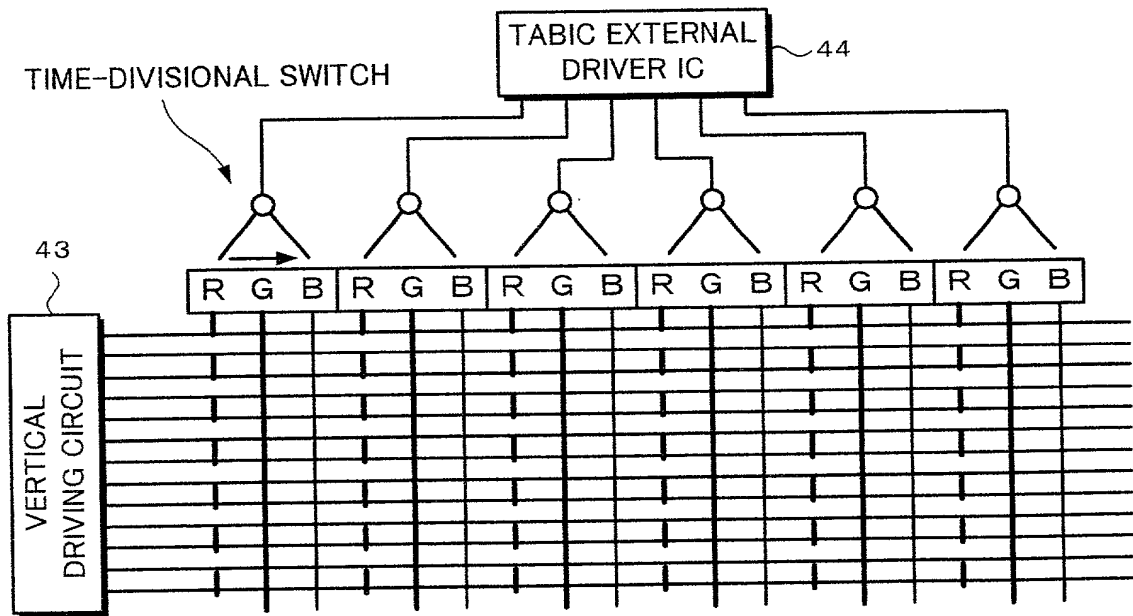 TABIC EXTERNAL
DRIVER IC
44
TIME-DIVISIONAL SWITCH
43
R G B R G B R G B R G B R G B R G B
VERTICAL
DRIVING CIRCUIT